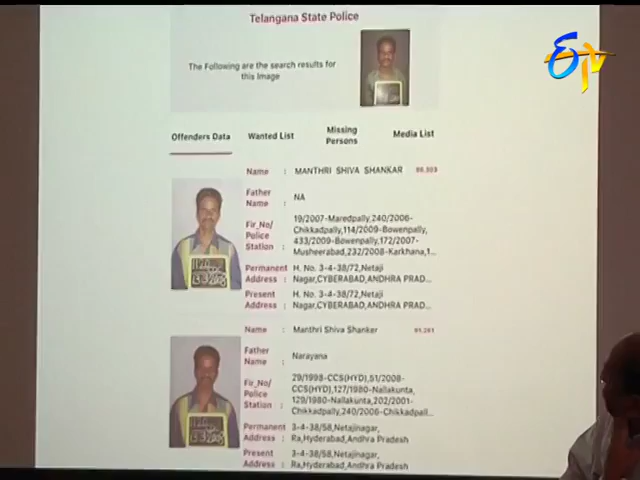 Telangana State Police
The Following are the search results for
this Image
ETV
Offenders Data
Wanted List
Missing
Persons
Media List
Name : MANTHRI SHIVA SHANKAR
Father
Name : NA
Fir_No/
Police
Station :
19/2007-Maredpally,240/2006-
Chikkadpally,114/2009-Bowenpally,
433/2009-Bowenpally,172/2007-
Musheerabad,232/2008-Karkhana,1...
Permanent
Address :
H. No. 3-4-38/72,Netaji
Nagar,CYBERABAD,ANDHRA PRAD...
Present
Address :
H. No. 3-4-38/72,Netaji
Nagar,CYBERABAD,ANDHRA PRAD...
Name : Manthri Shiva Shanker
Father
Name : Narayana
Fir_No/
Police
Station :
29/1998-CCS(HYD),51/2008-
CCS(HYD),127/1980-Nallakunta,
129/1980-Nallakunta,202/2001-
Chikkadpally,240/2006-Chikkadpall...
Permanent
Address :
3-4-38/58,Netajinagar,
Ra,Hyderabad,Andhra Pradesh
Present
Address :
3-4-38/58,Netajinagar,
Ra,Hyderabad,Andhra Pradesh